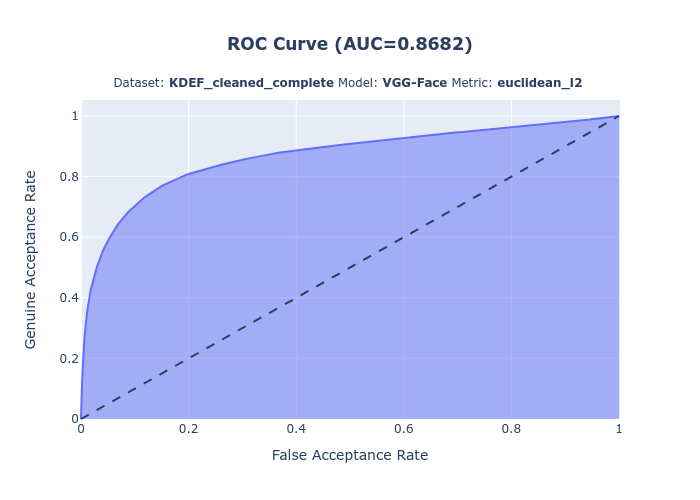 ROC Curve (AUC=0.8682)
Dataset: KDEF_cleaned_complete Model: VGG-Face Metric: euclidean_l2
Genuine Acceptance Rate
1
0.8
0.6
0.4
0.2
0
0 0.2 0.4 0.6 0.8 1
False Acceptance Rate